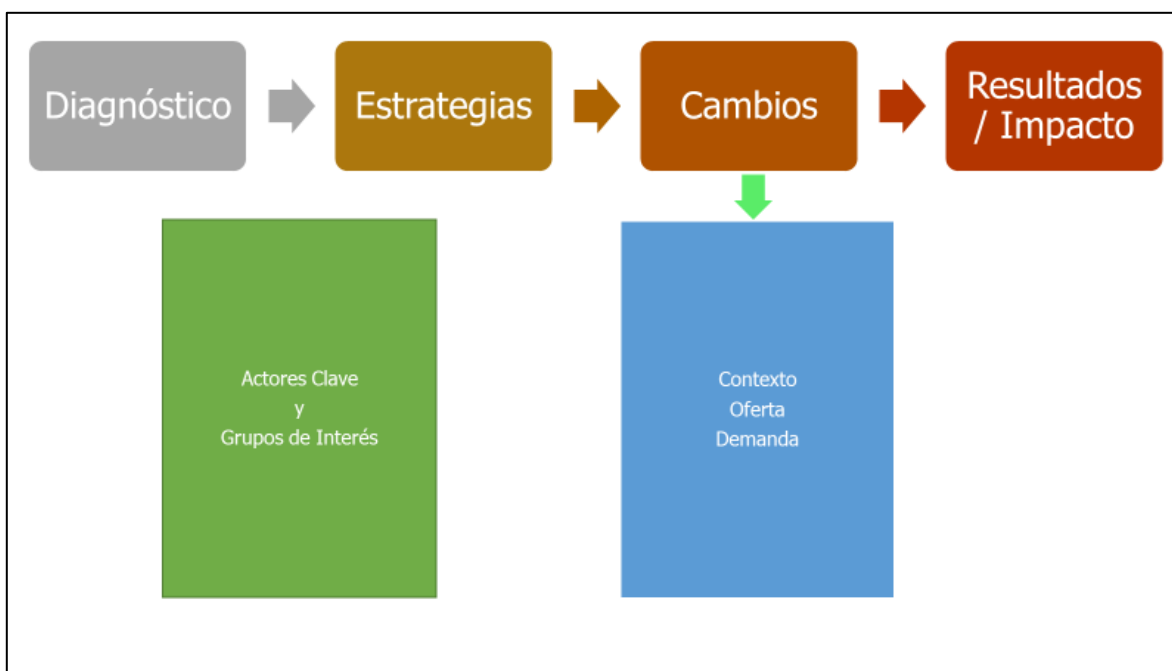 Diagnóstico
Estrategias
Cambios
Resultados
/ Impacto
Actores Clave
y
Grupos de Interés
Contexto
Oferta
Demanda